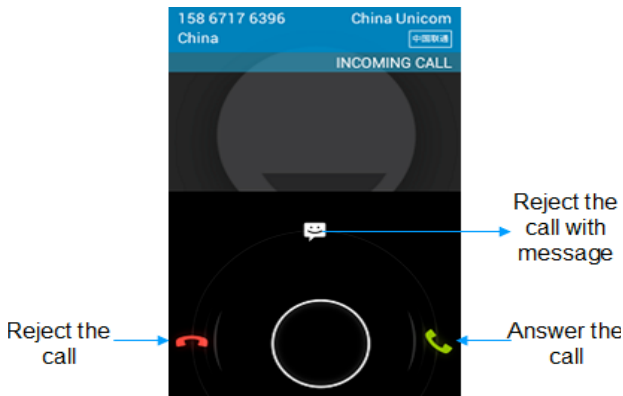 158 6717 6396 China Unicom
China 中国联通
INCOMING CALL
Reject the
call with
message
Reject the
call
Answer the
call